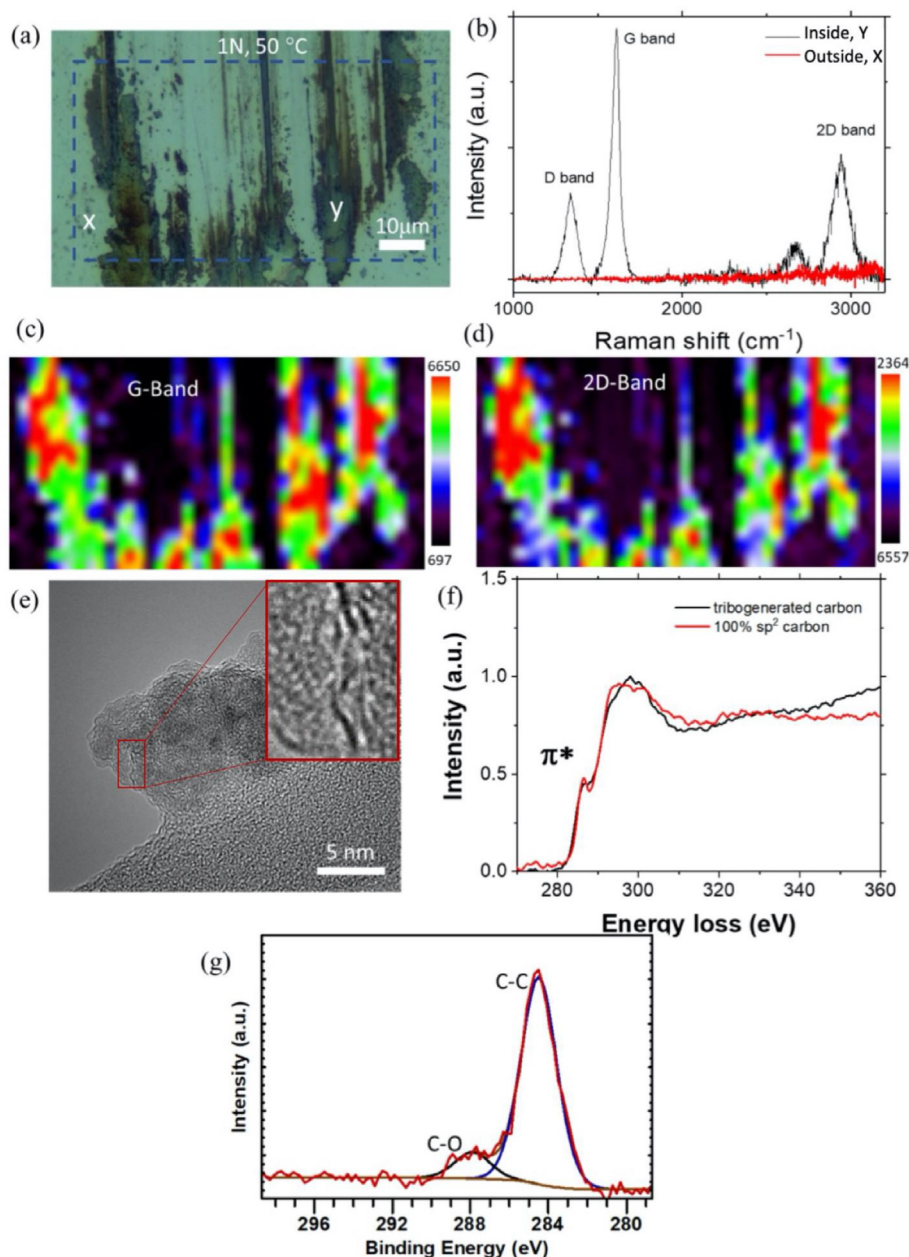 (a)
1N, 50 °C
x
y
10μm
(b)
Intensity (a.u.)
Inside, Y
Outside, X
G band
D band
2D band
1000
2000
3000
Raman shift (cm⁻¹)
(c)
G-Band
6650
697
(d)
2D-Band
2364
6557
(e)
5 nm
(f)
Intensity (a.u.)
1.5
1.0
0.5
0.0
tribogenerated carbon
100% sp² carbon
π*
280
300
320
340
360
Energy loss (eV)
(g)
Intensity (a.u.)
C-C
C-O
296
292
288
284
280
Binding Energy (eV)